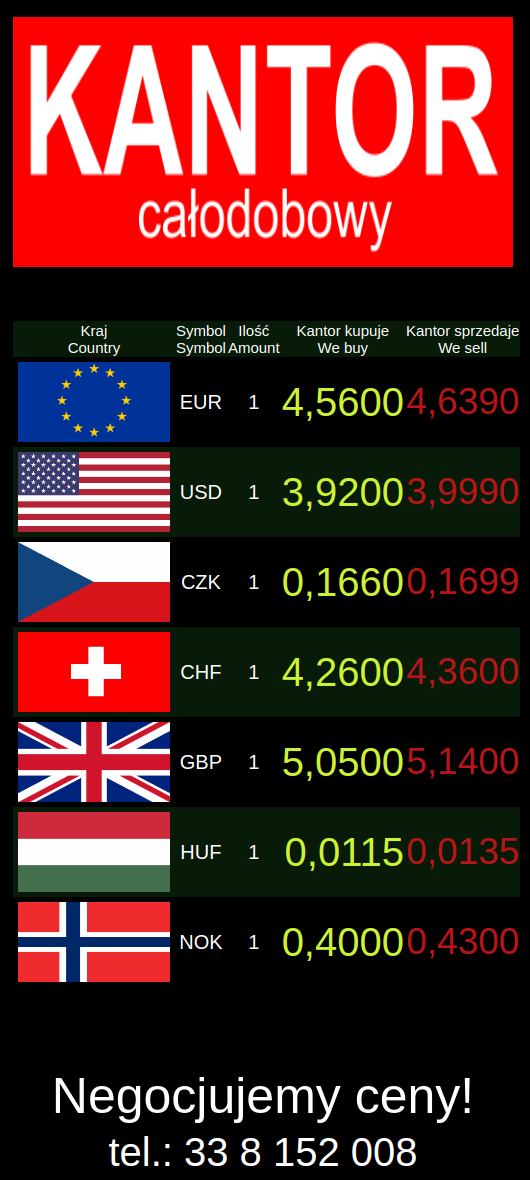 KANTOR
całodobowy
Kraj Symbol Ilość Kantor kupuje Kantor sprzedaje
Country Symbol Amount We buy We sell
EUR 1 4,5600 4,6390
USD 1 3,9200 3,9990
CZK 1 0,1660 0,1699
CHF 1 4,2600 4,3600
GBP 1 5,0500 5,1400
HUF 1 0,0115 0,0135
NOK 1 0,4000 0,4300
Negocjujemy ceny!
tel.: 33 8 152 008